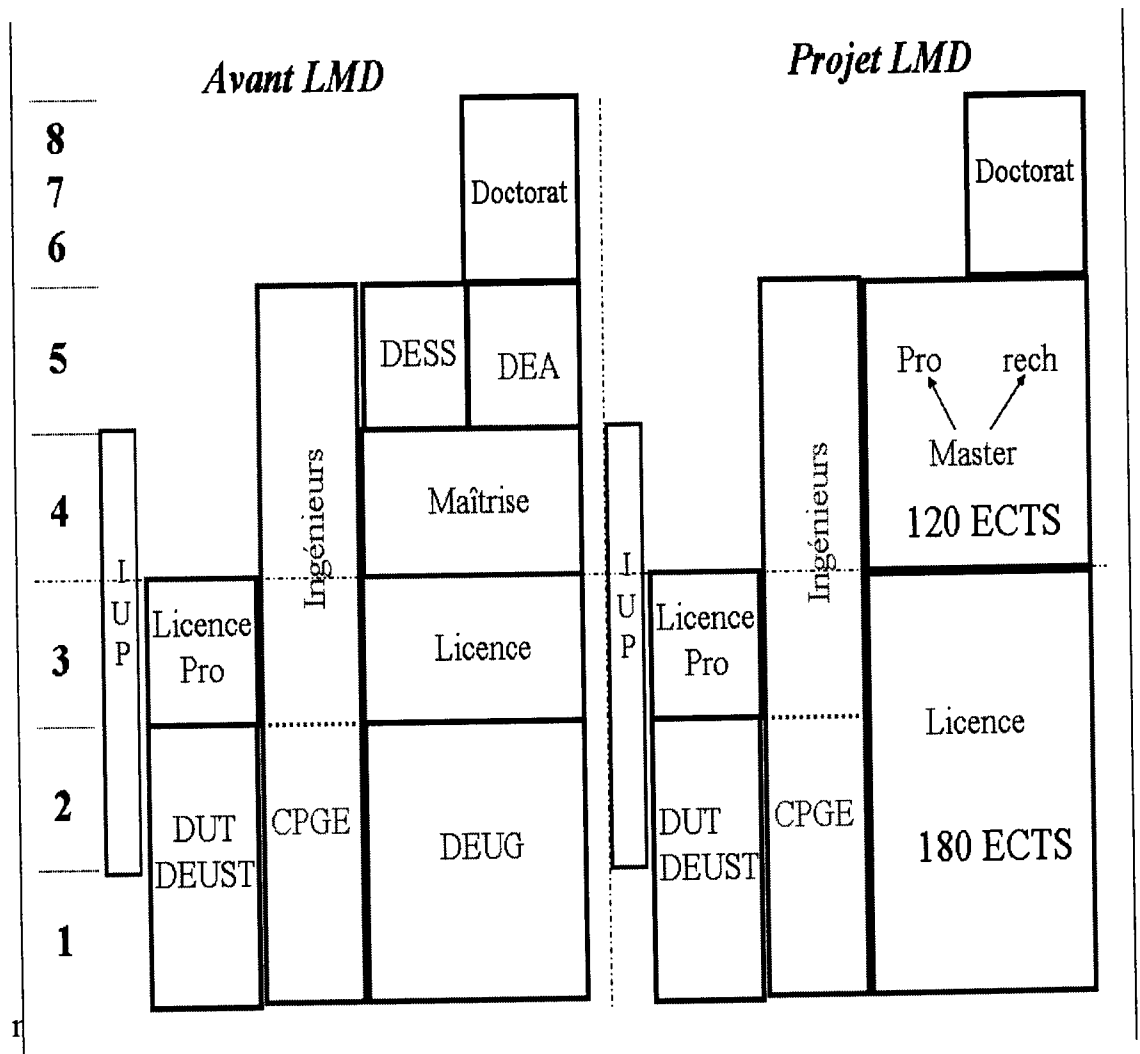 Avant LMD
Projet LMD
8
7
6
5
4
3
2
1
I
U
P
Licence
Pro
DUT
DEUST
Ingénieurs
CPGE
Doctorat
DESS
DEA
Maîtrise
Licence
DEUG
I
U
P
Licence
Pro
DUT
DEUST
Ingénieurs
CPGE
Doctorat
Pro rech
Master
120 ECTS
Licence
180 ECTS